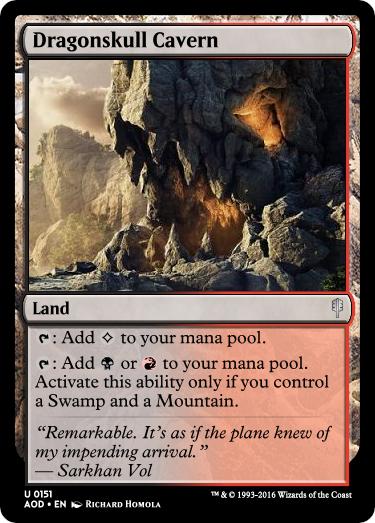 Dragonskull Cavern
Land
: Add to your mana pool.
: Add or to your mana pool.
Activate this ability only if you control
a Swamp and a Mountain.
"Remarkable. It's as if the plane knew of
my impending arrival."
— Sarkhan Vol
U 0151
AOD • EN Richard Homola
™ & © 1993-2016 Wizards of the Coast